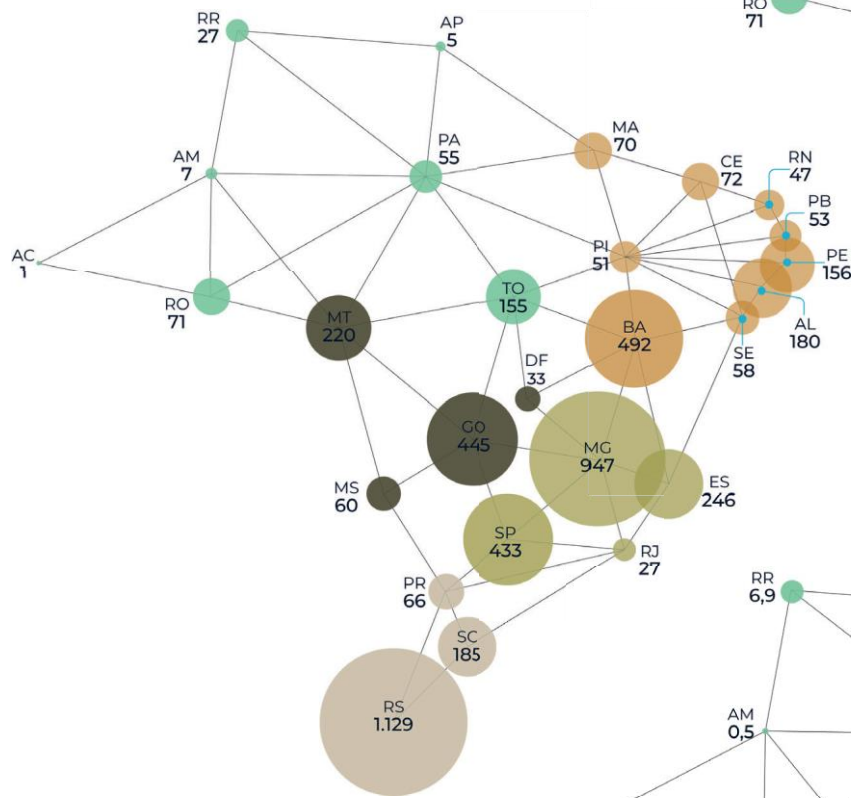 RO
71
RR
27
AP
5
MA
70
PA
55
CE
72
RN
47
AM
7
PB
53
PI
51
PE
156
AC
1
RO
71
TO
155
MT
220
BA
492
AL
180
SE
58
DF
33
GO
445
MG
947
MS
60
ES
246
SP
433
RJ
27
PR
66
RR
6,9
SC
185
RS
1.129
AM
0,5